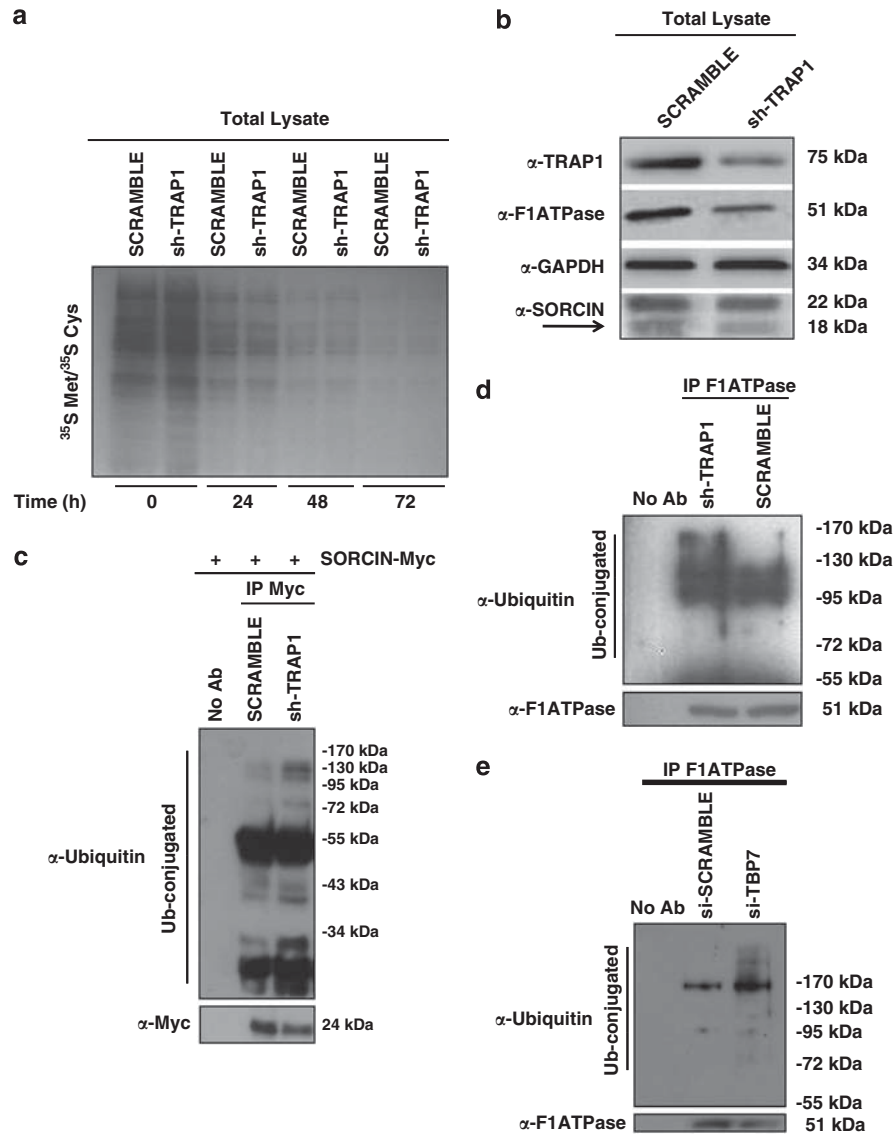 a
Total Lysate
SCRAMBLE
sh-TRAP1
SCRAMBLE
sh-TRAP1
SCRAMBLE
sh-TRAP1
SCRAMBLE
sh-TRAP1
35S Met/35S Cys
Time (h) 0 24 48 72
b
Total Lysate
SCRAMBLE
sh-TRAP1
α-TRAP1 75 kDa
α-F1ATPase 51 kDa
α-GAPDH 34 kDa
α-SORCIN 22 kDa
18 kDa
c
+ + + SORCIN-Myc
IP Myc
No Ab
SCRAMBLE
sh-TRAP1
α-Ubiquitin
Ub-conjugated
-170 kDa
-130 kDa
-95 kDa
-72 kDa
-55 kDa
-43 kDa
-34 kDa
α-Myc 24 kDa
d
IP F1ATPase
No Ab
sh-TRAP1
SCRAMBLE
α-Ubiquitin
Ub-conjugated
-170 kDa
-130 kDa
-95 kDa
-72 kDa
-55 kDa
α-F1ATPase 51 kDa
e
IP F1ATPase
No Ab
si-SCRAMBLE
si-TBP7
α-Ubiquitin
Ub-conjugated
-170 kDa
-130 kDa
-95 kDa
-72 kDa
-55 kDa
α-F1ATPase 51 kDa